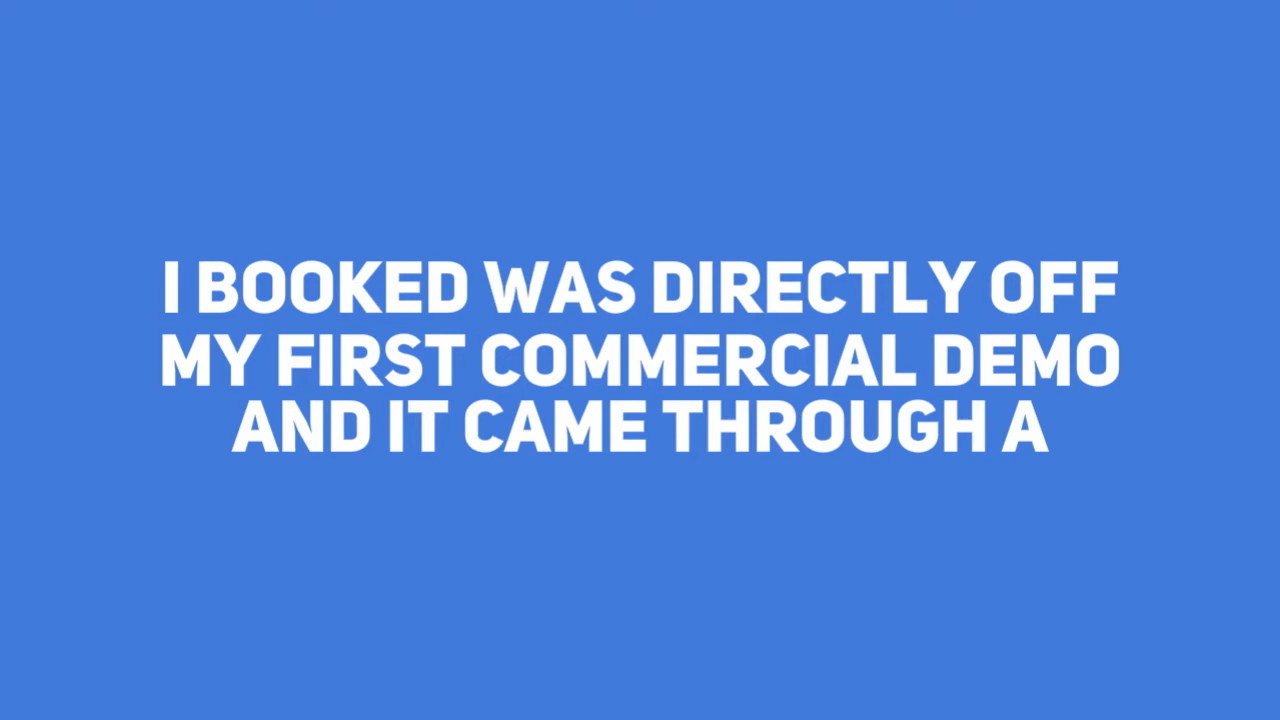 I BOOKED WAS DIRECTLY OFF
MY FIRST COMMERCIAL DEMO
AND IT CAME THROUGH A